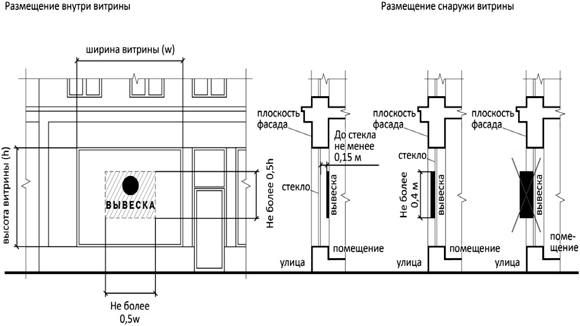 Размещение внутри витрины
Размещение снаружи витрины
ширина витрины (w)
высота витрины (h)
ВЫВЕСКА
Не более 0,5h
Не более
0,5w
плоскость
фасада
До стекла
не менее
0,15 м
стекло
вывеска
помещение
улица
плоскость
фасада
стекло
Не более
0,4 м
вывеска
помещение
улица
плоскость
фасада
вывеска
поме-
щение
улица